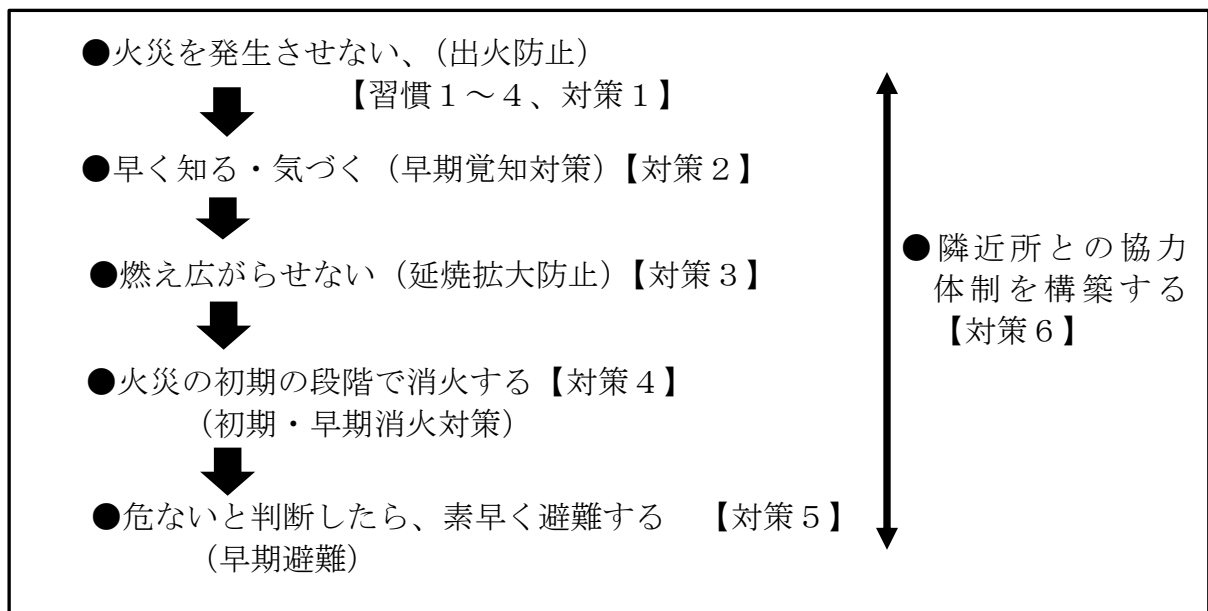 ●火災を発生させない、（出火防止）
【習慣１～４、対策１】
●早く知る・気づく（早期覚知対策）【対策２】
●燃え広がらせない（延焼拡大防止）【対策３】
●火災の初期の段階で消火する【対策４】
（初期・早期消火対策）
●危ないと判断したら、素早く避難する　【対策５】
（早期避難）
●隣近所との協力
体制を構築する
【対策６】